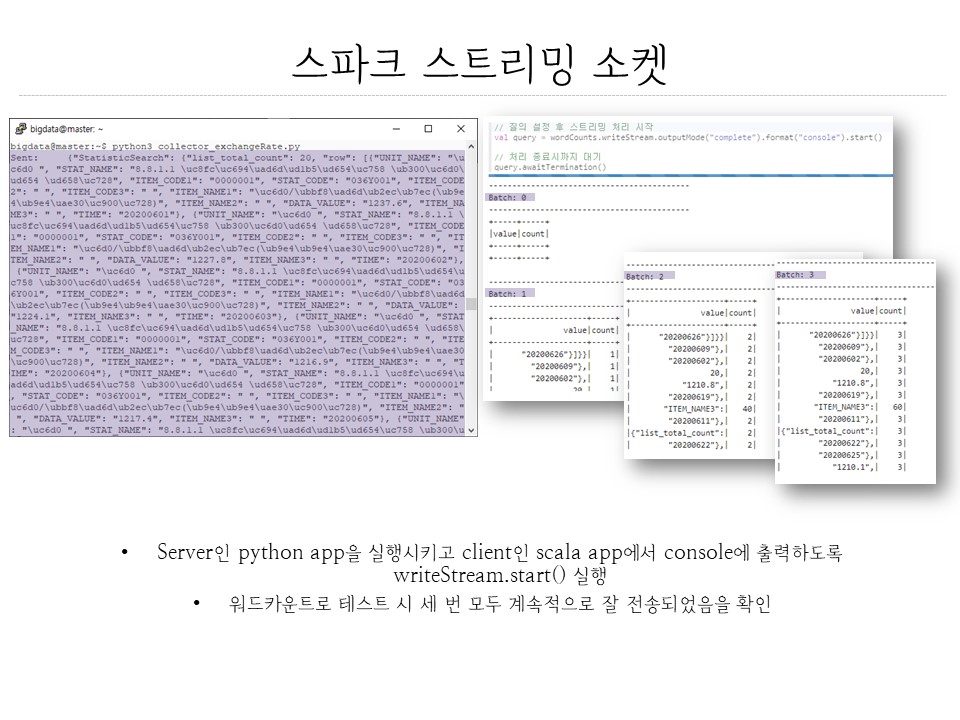 스파크 스트리밍 소켓
bigdata@master: ~
bigdata@master:~$ python3 collector_exchangeRate.py
Sent:     {"StatisticSearch": {"list_total_count": 20, "row": [{"UNIT_NAME": "\u
c6d0 ", "STAT_NAME": "8.8.1.1 \uc8fc\uc694\uad6d\ud1b5\ud654\uc758 \ub300\uc6d0\
ud654 \ud658\uc728", "ITEM_CODE1": "0000001", "STAT_CODE": "036Y001", "ITEM_CODE
2": " ", "ITEM_CODE3": " ", "ITEM_NAME1": "\uc6d0/\ubbf8\uad6d\ub2ec\ub7ec(\ub9e
4\ub9e4\uae30\uc900\uc728)", "ITEM_NAME2": " ", "DATA_VALUE": "1237.6", "ITEM_NA
ME3": " ", "TIME": "20200601"}, {"UNIT_NAME": "\uc6d0 ", "STAT_NAME": "8.8.1.1 \
uc8fc\uc694\uad6d\ud1b5\ud654\uc758 \ub300\uc6d0\ud654 \ud658\uc728", "ITEM_CODE
1": "0000001", "STAT_CODE": "036Y001", "ITEM_CODE2": " ", "ITEM_CODE3": " ", "IT
EM_NAME1": "\uc6d0/\ubbf8\uad6d\ub2ec\ub7ec(\ub9e4\ub9e4\uae30\uc900\uc728)", "I
TEM_NAME2": " ", "DATA_VALUE": "1227.8", "ITEM_NAME3": " ", "TIME": "20200602"},
{"UNIT_NAME": "\uc6d0 ", "STAT_NAME": "8.8.1.1 \uc8fc\uc694\uad6d\ud1b5\ud654\u
c758 \ub300\uc6d0\ud654 \ud658\uc728", "ITEM_CODE1": "0000001", "STAT_CODE": "03
6Y001", "ITEM_CODE2": " ", "ITEM_CODE3": " ", "ITEM_NAME1": "\uc6d0/\ubbf8\uad6d
\ub2ec\ub7ec(\ub9e4\ub9e4\uae30\uc900\uc728)", "ITEM_NAME2": " ", "DATA_VALUE":
"1224.1", "ITEM_NAME3": " ", "TIME": "20200603"}, {"UNIT_NAME": "\uc6d0 ", "STAT
_NAME": "8.8.1.1 \uc8fc\uc694\uad6d\ud1b5\ud654\uc758 \ub300\uc6d0\ud654 \ud658\
uc728", "ITEM_CODE1": "0000001", "STAT_CODE": "036Y001", "ITEM_CODE2": " ", "ITE
M_CODE3": " ", "ITEM_NAME1": "\uc6d0/\ubbf8\uad6d\ub2ec\ub7ec(\ub9e4\ub9e4\uae30
\uc900\uc728)", "ITEM_NAME2": " ", "DATA_VALUE": "1216.9", "ITEM_NAME3": " ", "T
IME": "20200604"}, {"UNIT_NAME": "\uc6d0 ", "STAT_NAME": "8.8.1.1 \uc8fc\uc694\u
ad6d\ud1b5\ud654\uc758 \ub300\uc6d0\ud654 \ud658\uc728", "ITEM_CODE1": "0000001"
, "STAT_CODE": "036Y001", "ITEM_CODE2": " ", "ITEM_CODE3": " ", "ITEM_NAME1": "\
uc6d0/\ubbf8\uad6d\ub2ec\ub7ec(\ub9e4\ub9e4\uae30\uc900\uc728)", "ITEM_NAME2": "
", "DATA_VALUE": "1217.4", "ITEM_NAME3": " ", "TIME": "20200605"}, {"UNIT_NAME"
: "\uc6d0 ", "STAT_NAME": "8.8.1.1 \uc8fc\uc694\uad6d\ud1b5\ud654\uc758 \ub300\u
// 질의 설정 후 스트리밍 처리 시작
val query = wordCounts.writeStream.outputMode("complete").format("console").start()
// 처리 종료시까지 대기
query.awaitTermination()
-------------------------------------------
Batch: 0
-------------------------------------------
+-----+-----+
|value|count|
+-----+-----+
+-----+-----+
-------------------------------------------
Batch: 1
+--------------------+-----+
|               value|count|
+--------------------+-----+
|      "20200626"}]}}|    1|
|        "20200609"},|    1|
|        "20200602"},|    1|
|                 20,|    1|
-------------------------------------------
Batch: 2
+--------------------+-----+
|               value|count|
+--------------------+-----+
|      "20200626"}]}}|    2|
|        "20200609"},|    2|
|        "20200602"},|    2|
|                 20,|    2|
|            "1210.8"|    2|
|        "20200619"},|    2|
|       "ITEM_NAME3":|   40|
|        "20200611"},|    2|
|{"list_total_count":|    2|
|        "20200622"},|    2|
Batch: 3
-------------------------------------------
+--------------------+-----+
|               value|count|
+--------------------+-----+
|      "20200626"}]}}|    3|
|        "20200609"},|    3|
|        "20200602"},|    3|
|                 20,|    3|
|            "1210.8"|    3|
|        "20200619"},|    3|
|       "ITEM_NAME3":|   60|
|        "20200611"},|    3|
|{"list_total_count":|    3|
|        "20200622"},|    3|
|        "20200625"},|    3|
|           "1210.1",|    3|
• Server인 python app을 실행시키고 client인 scala app에서 console에 출력하도록
writeStream.start() 실행
• 워드카운트로 테스트 시 세 번 모두 계속적으로 잘 전송되었음을 확인